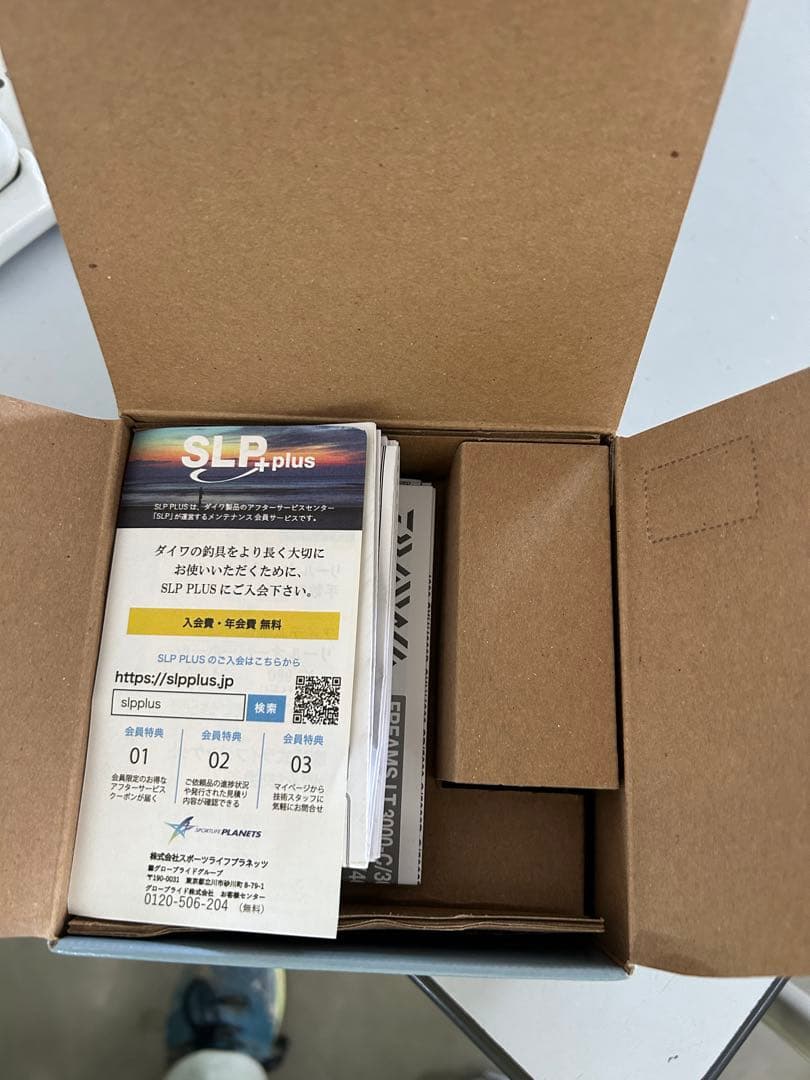 SLP+plus
SLP PLUSは、ダイワ製品のアフターサービスセンター
「SLP」が運営するメンテナンス会員サービスです。
ダイワの釣具をより長く大切に
お使いいただくために、
SLP PLUSにご入会下さい。
入会費・年会費 無料
SLP PLUSのご入会はこちらから
https://slpplus.jp
slpplus
検索
会員特典
01
会員限定のお得な
アフターサービス
クーポンが届く
会員特典
02
ご依頼品の進捗状況
や発行された見積り
内容が確認できる
会員特典
03
マイページから
技術スタッフに
気軽にお問合せ
SPORTLIFE PLANETS
株式会社スポーツライフプラネッツ
■グローブライドグループ
〒190-0031 東京都立川市砂川町 8-79-1
グローブライド株式会社 お客様センター
0120-506-204 (無料)
DAIWA
FREAMS LT 3000-C/